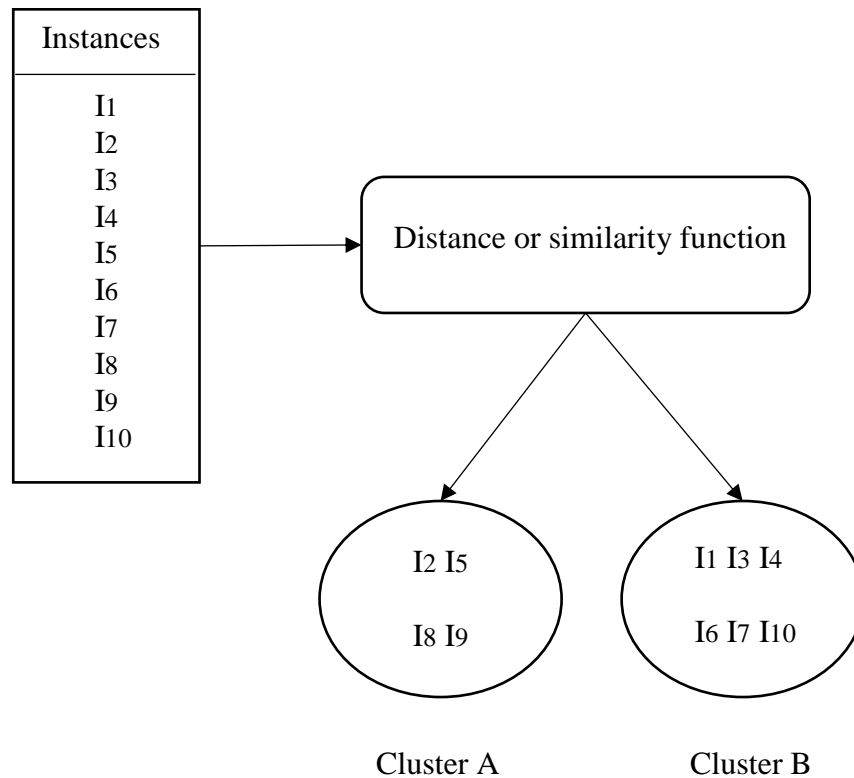 Instances
I1
I2
I3
I4
I5
I6
I7
I8
I9
I10
Distance or similarity function
I2 I5
I8 I9
I1 I3 I4
I6 I7 I10
Cluster A
Cluster B